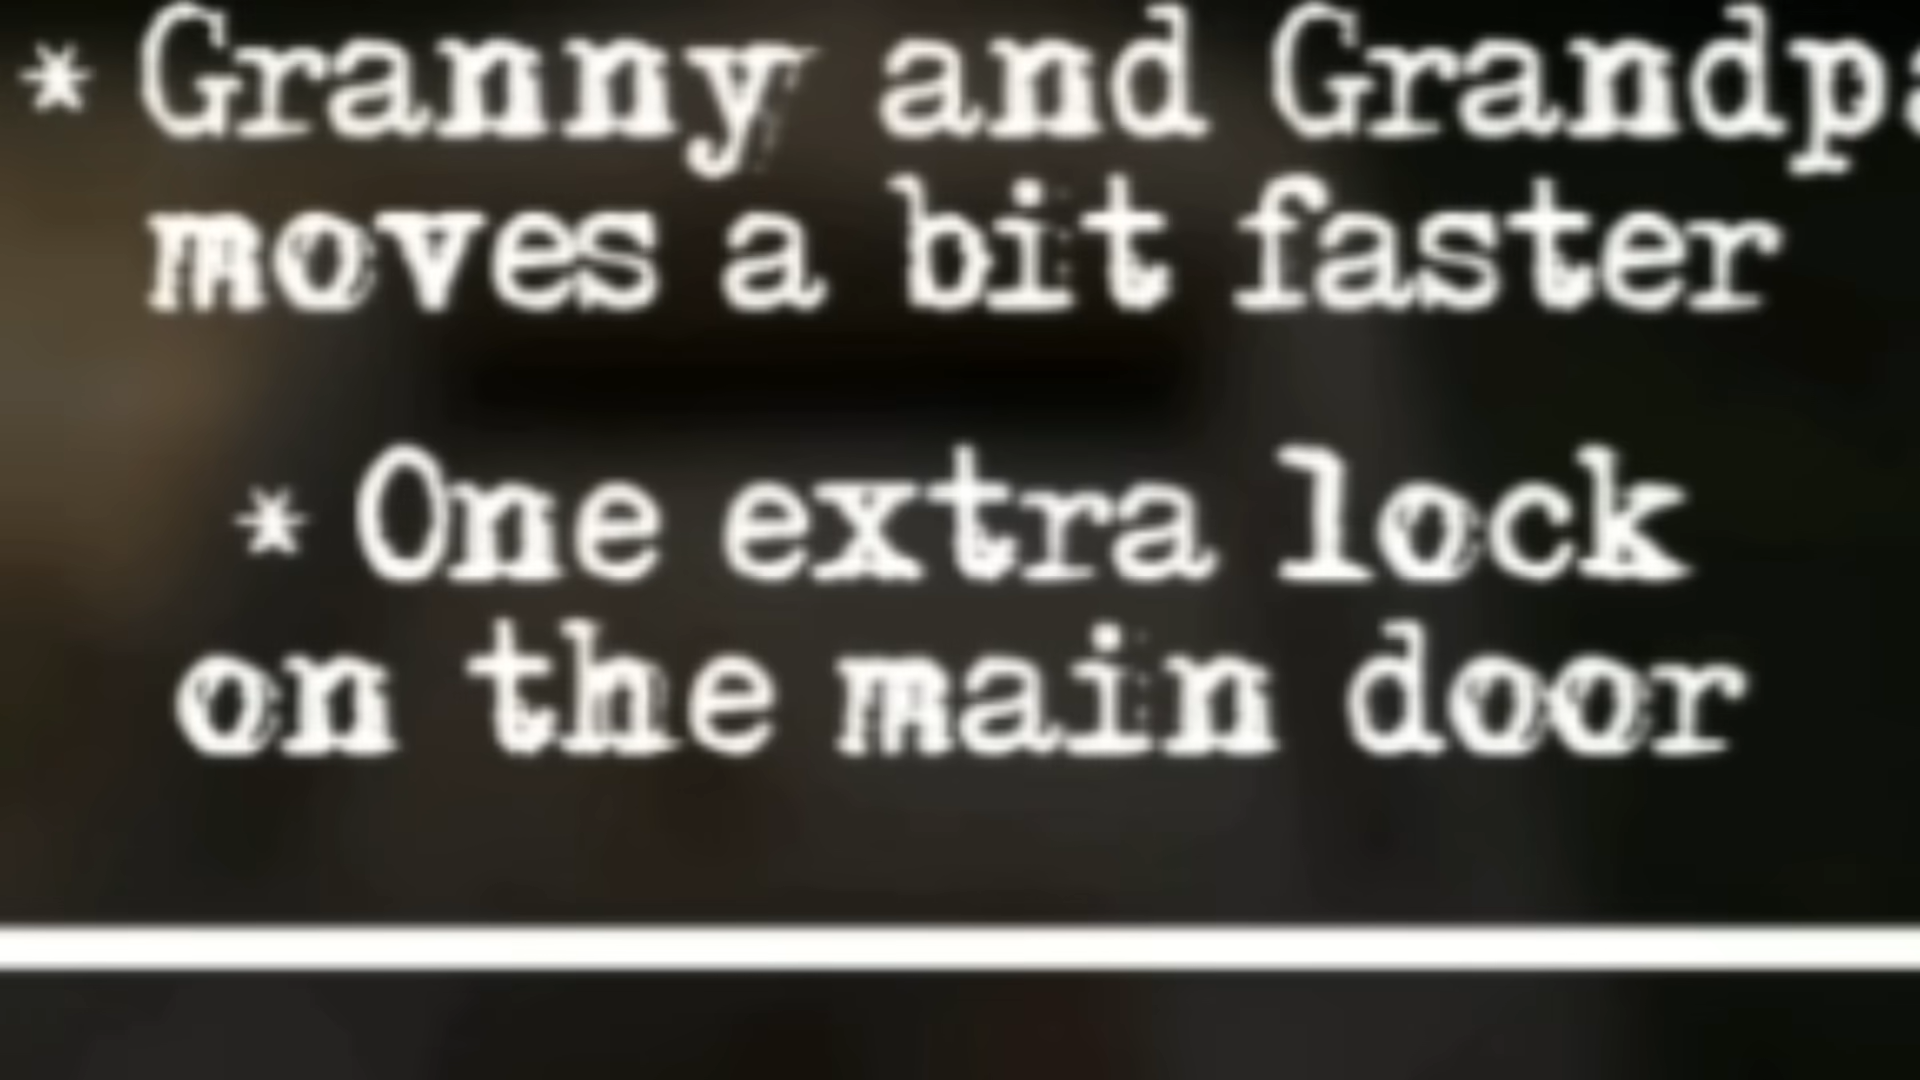 * Granny and Grandpa
moves a bit faster
* One extra lock
on the main door